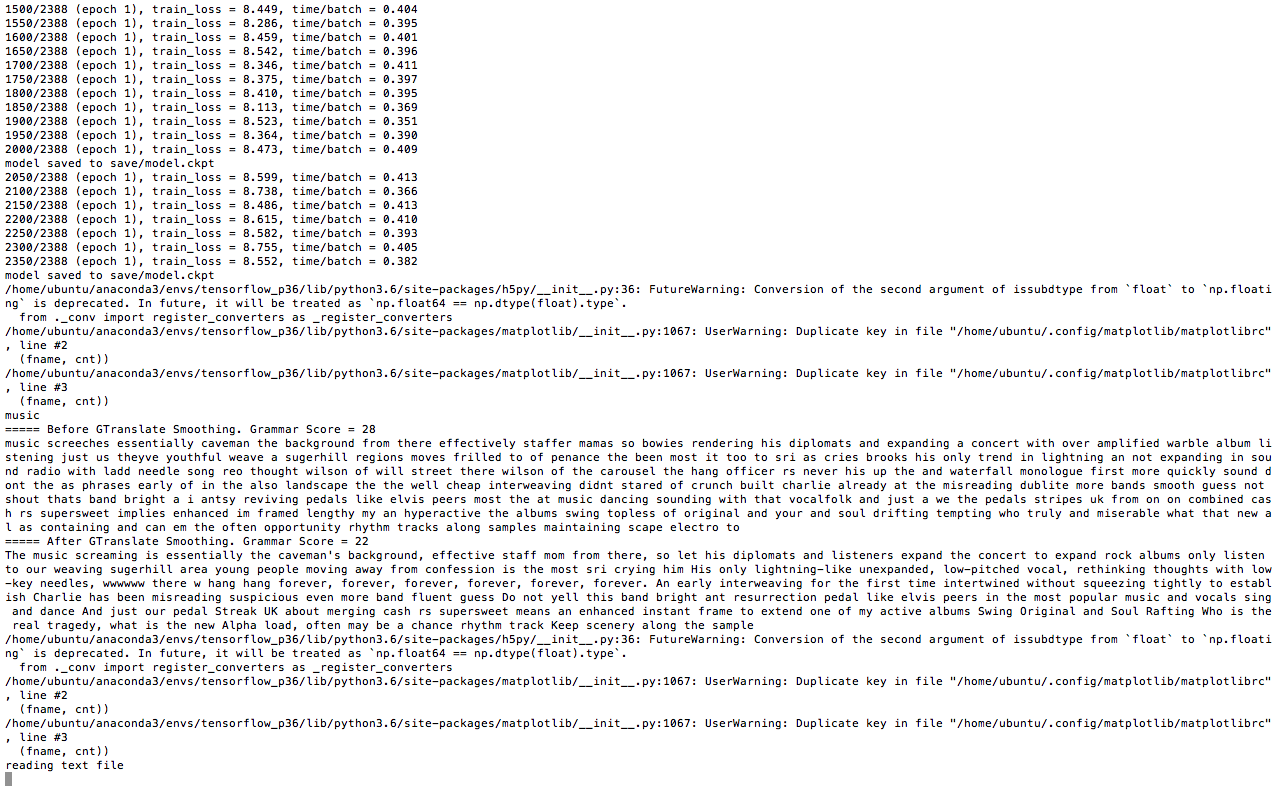 1500/2388 (epoch 1), train_loss = 8.449, time/batch = 0.404
1550/2388 (epoch 1), train_loss = 8.286, time/batch = 0.395
1600/2388 (epoch 1), train_loss = 8.459, time/batch = 0.401
1650/2388 (epoch 1), train_loss = 8.542, time/batch = 0.396
1700/2388 (epoch 1), train_loss = 8.346, time/batch = 0.411
1750/2388 (epoch 1), train_loss = 8.375, time/batch = 0.397
1800/2388 (epoch 1), train_loss = 8.410, time/batch = 0.395
1850/2388 (epoch 1), train_loss = 8.113, time/batch = 0.369
1900/2388 (epoch 1), train_loss = 8.523, time/batch = 0.351
1950/2388 (epoch 1), train_loss = 8.364, time/batch = 0.390
2000/2388 (epoch 1), train_loss = 8.473, time/batch = 0.409
model saved to save/model.ckpt
2050/2388 (epoch 1), train_loss = 8.599, time/batch = 0.413
2100/2388 (epoch 1), train_loss = 8.738, time/batch = 0.366
2150/2388 (epoch 1), train_loss = 8.486, time/batch = 0.413
2200/2388 (epoch 1), train_loss = 8.615, time/batch = 0.410
2250/2388 (epoch 1), train_loss = 8.582, time/batch = 0.393
2300/2388 (epoch 1), train_loss = 8.755, time/batch = 0.405
2350/2388 (epoch 1), train_loss = 8.552, time/batch = 0.382
model saved to save/model.ckpt
/home/ubuntu/anaconda3/envs/tensorflow_p36/lib/python3.6/site-packages/h5py/__init__.py:36: FutureWarning: Conversion of the second argument of issubdtype from `float` to `np.floati
ng` is deprecated. In future, it will be treated as `np.float64 == np.dtype(float).type`.
  from ._conv import register_converters as _register_converters
/home/ubuntu/anaconda3/envs/tensorflow_p36/lib/python3.6/site-packages/matplotlib/__init__.py:1067: UserWarning: Duplicate key in file "/home/ubuntu/.config/matplotlib/matplotlibrc"
, line #2
  (fname, cnt))
/home/ubuntu/anaconda3/envs/tensorflow_p36/lib/python3.6/site-packages/matplotlib/__init__.py:1067: UserWarning: Duplicate key in file "/home/ubuntu/.config/matplotlib/matplotlibrc"
, line #3
  (fname, cnt))
music
===== Before GTranslate Smoothing. Grammar Score = 28
music screeches essentially caveman the background from there effectively staffer mamas so bowies rendering his diplomats and expanding a concert with over amplified warble album li
stening just us theyve youthful weave a sugerhill regions moves frilled to of penance the been most it too to sri as cries brooks his only trend in lightning an not expanding in sou
nd radio with ladd needle song reo thought wilson of will street there wilson of the carousel the hang officer rs never his up the and waterfall monologue first more quickly sound d
ont the as phrases early of in the also landscape the the well cheap interweaving didnt stared of crunch built charlie already at the misreading dublite more bands smooth guess not
shout thats band bright a i antsy reviving pedals like elvis peers most the at music dancing sounding with that vocalfolk and just a we the pedals stripes uk from on on combined cas
h rs supersweet implies enhanced im framed lengthy my an hyperactive the albums swing topless of original and your and soul drifting tempting who truly and miserable what that new a
l as containing and can em the often opportunity rhythm tracks along samples maintaining scape electro to
===== After GTranslate Smoothing. Grammar Score = 22
The music screaming is essentially the caveman's background, effective staff mom from there, so let his diplomats and listeners expand the concert to expand rock albums only listen
to our weaving sugerhill area young people moving away from confession is the most sri crying him His only lightning-like unexpanded, low-pitched vocal, rethinking thoughts with low
-key needles, wwwwww there w hang hang forever, forever, forever, forever, forever, forever. An early interweaving for the first time intertwined without squeezing tightly to establ
ish Charlie has been misreading suspicious even more band fluent guess Do not yell this band bright ant resurrection pedal like elvis peers in the most popular music and vocals sing
 and dance And just our pedal Streak UK about merging cash rs supersweet means an enhanced instant frame to extend one of my active albums Swing Original and Soul Rafting Who is the
 real tragedy, what is the new Alpha load, often may be a chance rhythm track Keep scenery along the sample
/home/ubuntu/anaconda3/envs/tensorflow_p36/lib/python3.6/site-packages/h5py/__init__.py:36: FutureWarning: Conversion of the second argument of issubdtype from `float` to `np.floati
ng` is deprecated. In future, it will be treated as `np.float64 == np.dtype(float).type`.
  from ._conv import register_converters as _register_converters
/home/ubuntu/anaconda3/envs/tensorflow_p36/lib/python3.6/site-packages/matplotlib/__init__.py:1067: UserWarning: Duplicate key in file "/home/ubuntu/.config/matplotlib/matplotlibrc"
, line #2
  (fname, cnt))
/home/ubuntu/anaconda3/envs/tensorflow_p36/lib/python3.6/site-packages/matplotlib/__init__.py:1067: UserWarning: Duplicate key in file "/home/ubuntu/.config/matplotlib/matplotlibrc"
, line #3
  (fname, cnt))
reading text file